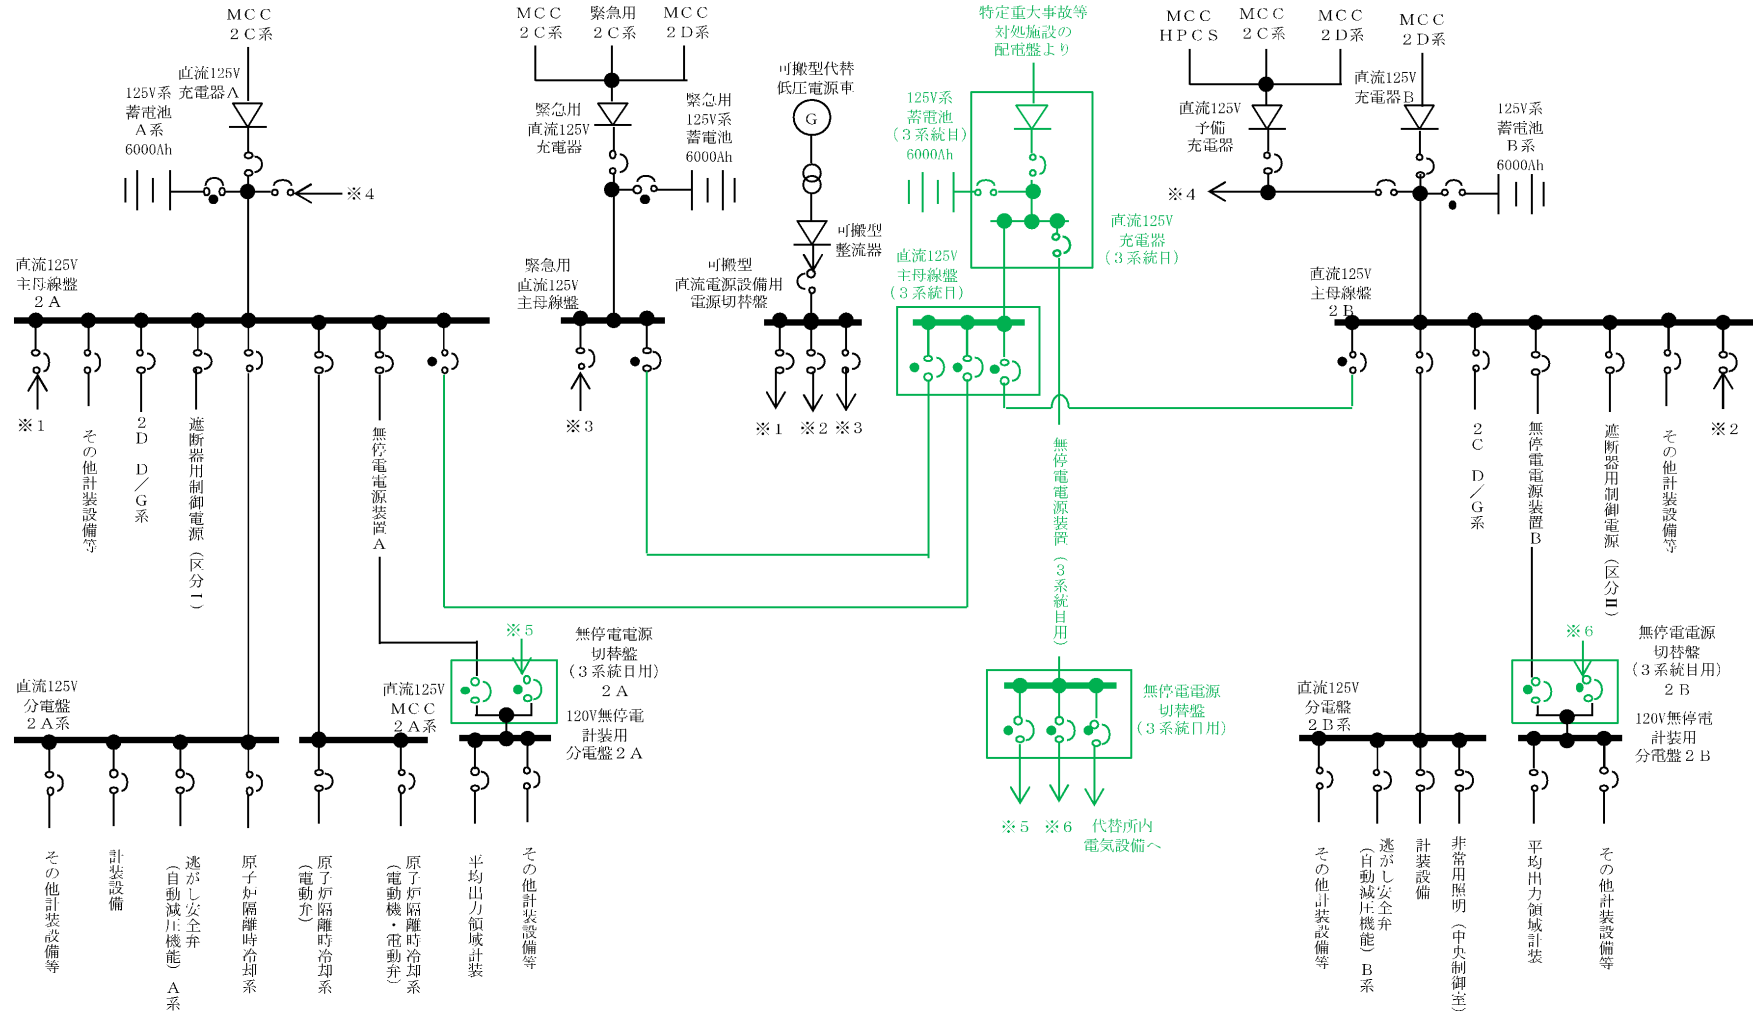 ＭＣＣ
２Ｃ系
直流125V
充電器Ａ
125V系
蓄電池
Ａ系
6000Ah
※４
直流125V
主母線盤
２Ａ
ＭＣＣ
２Ｃ系
緊急用
２Ｃ系
ＭＣＣ
２Ｄ系
緊急用
直流125V
充電器
緊急用
125V系
蓄電池
6000Ah
緊急用
直流125V
主母線盤
可搬型代替
低圧電源車
G
可搬型
整流器
可搬型
直流電源設備用
電源切替盤
特定重大事故等
対処施設の
配電盤より
125V系
蓄電池
（３系統目）
6000Ah
直流125V
充電器
（３系統目）
直流125V
主母線盤
（３系統目）
ＭＣＣ
ＨＰＣＳ
ＭＣＣ
２Ｃ系
ＭＣＣ
２Ｄ系
ＭＣＣ
２Ｄ系
直流125V
予備
充電器
直流125V
充電器Ｂ
125V系
蓄電池
Ｂ系
6000Ah
※４
直流125V
主母線盤
２Ｂ
※１
その他計装設備等
２Ｄ　Ｄ／Ｇ系
遮断器用制御電源（区分Ⅰ）
無停電電源装置Ａ
※３
※１
※２
※３
無停電電源装置（３系統目用）
２Ｃ　Ｄ／Ｇ系
無停電電源装置Ｂ
遮断器用制御電源（区分Ⅱ）
その他計装設備等
※２
※５
無停電電源
切替盤
（３系統目用）
２Ａ
120V無停電
計装用
分電盤２Ａ
直流125V
分電盤
２Ａ系
直流125V
ＭＣＣ
２Ａ系
無停電電源
切替盤
（３系統目用）
※５
※６
代替所内
電気設備へ
直流125V
分電盤
２Ｂ系
※６
無停電電源
切替盤
（３系統目用）
２Ｂ
120V無停電
計装用
分電盤２Ｂ
その他計装設備等
計装設備
逃がし安全弁
（自動減圧機能）Ａ系
原子炉隔離時冷却系
原子炉隔離時冷却系
（電動弁）
原子炉隔離時冷却系
（電動機・電動弁）
平均出力領域計装
その他計装設備等
その他計装設備等
逃がし安全弁
（自動減圧機能）Ｂ系
計装設備
非常用照明（中央制御室）
平均出力領域計装
その他計装設備等